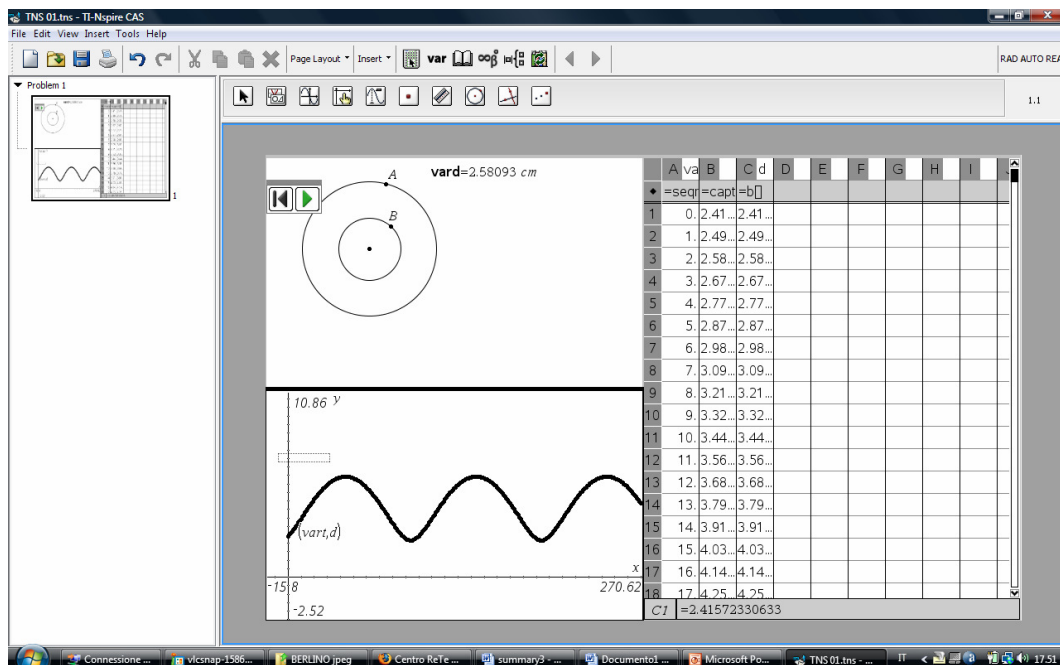 TNS 01.tns - TI-Nspire CAS
File Edit View Insert Tools Help
Page Layout Insert var RAD AUTO REA
Problem 1
1
1.1
vard=2.58093 cm
A
B
10.86 y
(vart,d)
x
-15.8 270.62
-2.52
A va B C d D E F G H I J
=seqr =capt =b[]
1 0. 2.41... 2.41...
2 1. 2.49... 2.49...
3 2. 2.58... 2.58...
4 3. 2.67... 2.67...
5 4. 2.77... 2.77...
6 5. 2.87... 2.87...
7 6. 2.98... 2.98...
8 7. 3.09... 3.09...
9 8. 3.21... 3.21...
10 9. 3.32... 3.32...
11 10. 3.44... 3.44...
12 11. 3.56... 3.56...
13 12. 3.68... 3.68...
14 13. 3.79... 3.79...
15 14. 3.91... 3.91...
16 15. 4.03... 4.03...
17 16. 4.14... 4.14...
18 17. 4.25... 4.25...
C1 =2.41572330633
Connessione ... vlcsnap-1586... BERLINO jpeg Centro ReTe ... summary3 - ... Documento1 ... Microsoft Po... TNS 01.tns - ... IT 17.51